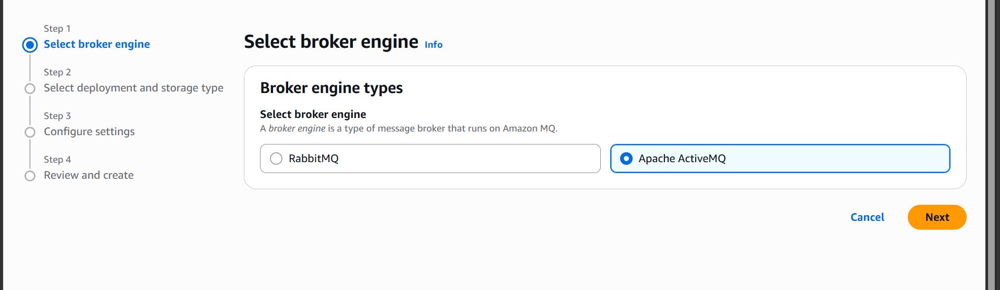 Step 1
Select broker engine
Step 2
Select deployment and storage type
Step 3
Configure settings
Step 4
Review and create
Select broker engine Info
Broker engine types
Select broker engine
A broker engine is a type of message broker that runs on Amazon MQ.
RabbitMQ
Apache ActiveMQ
Cancel
Next